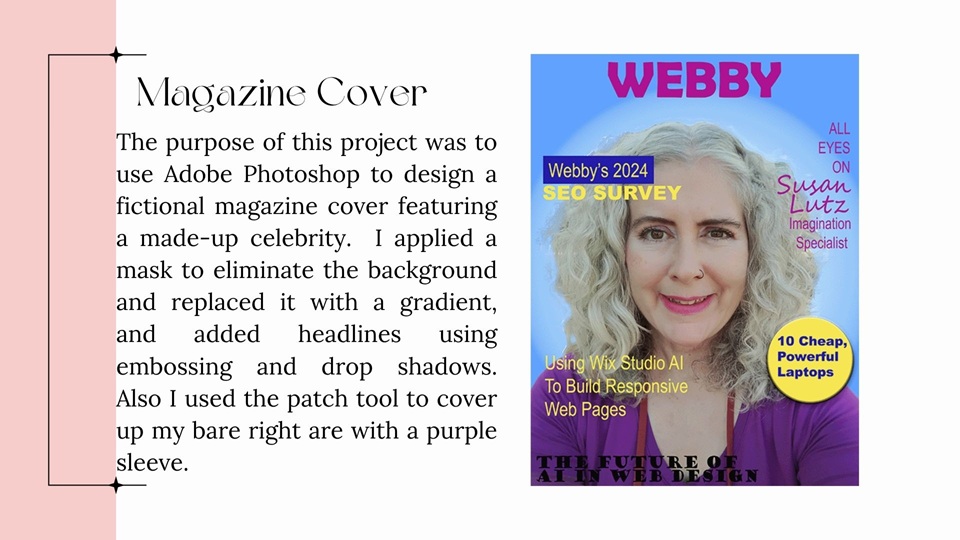 Magazine Cover
The purpose of this project was to
use Adobe Photoshop to design a
fictional magazine cover featuring
a made-up celebrity. I applied a
mask to eliminate the background
and replaced it with a gradient,
and added headlines using
embossing and drop shadows.
Also I used the patch tool to cover
up my bare right are with a purple
sleeve.
WEBBY
ALL
EYES
ON
Susan
Lutz
Imagination
Specialist
Webby's 2024
SEO SURVEY
10 Cheap,
Powerful
Laptops
Using Wix Studio AI
To Build Responsive
Web Pages
THE FUTURE OF
AI IN WEB DESIGN